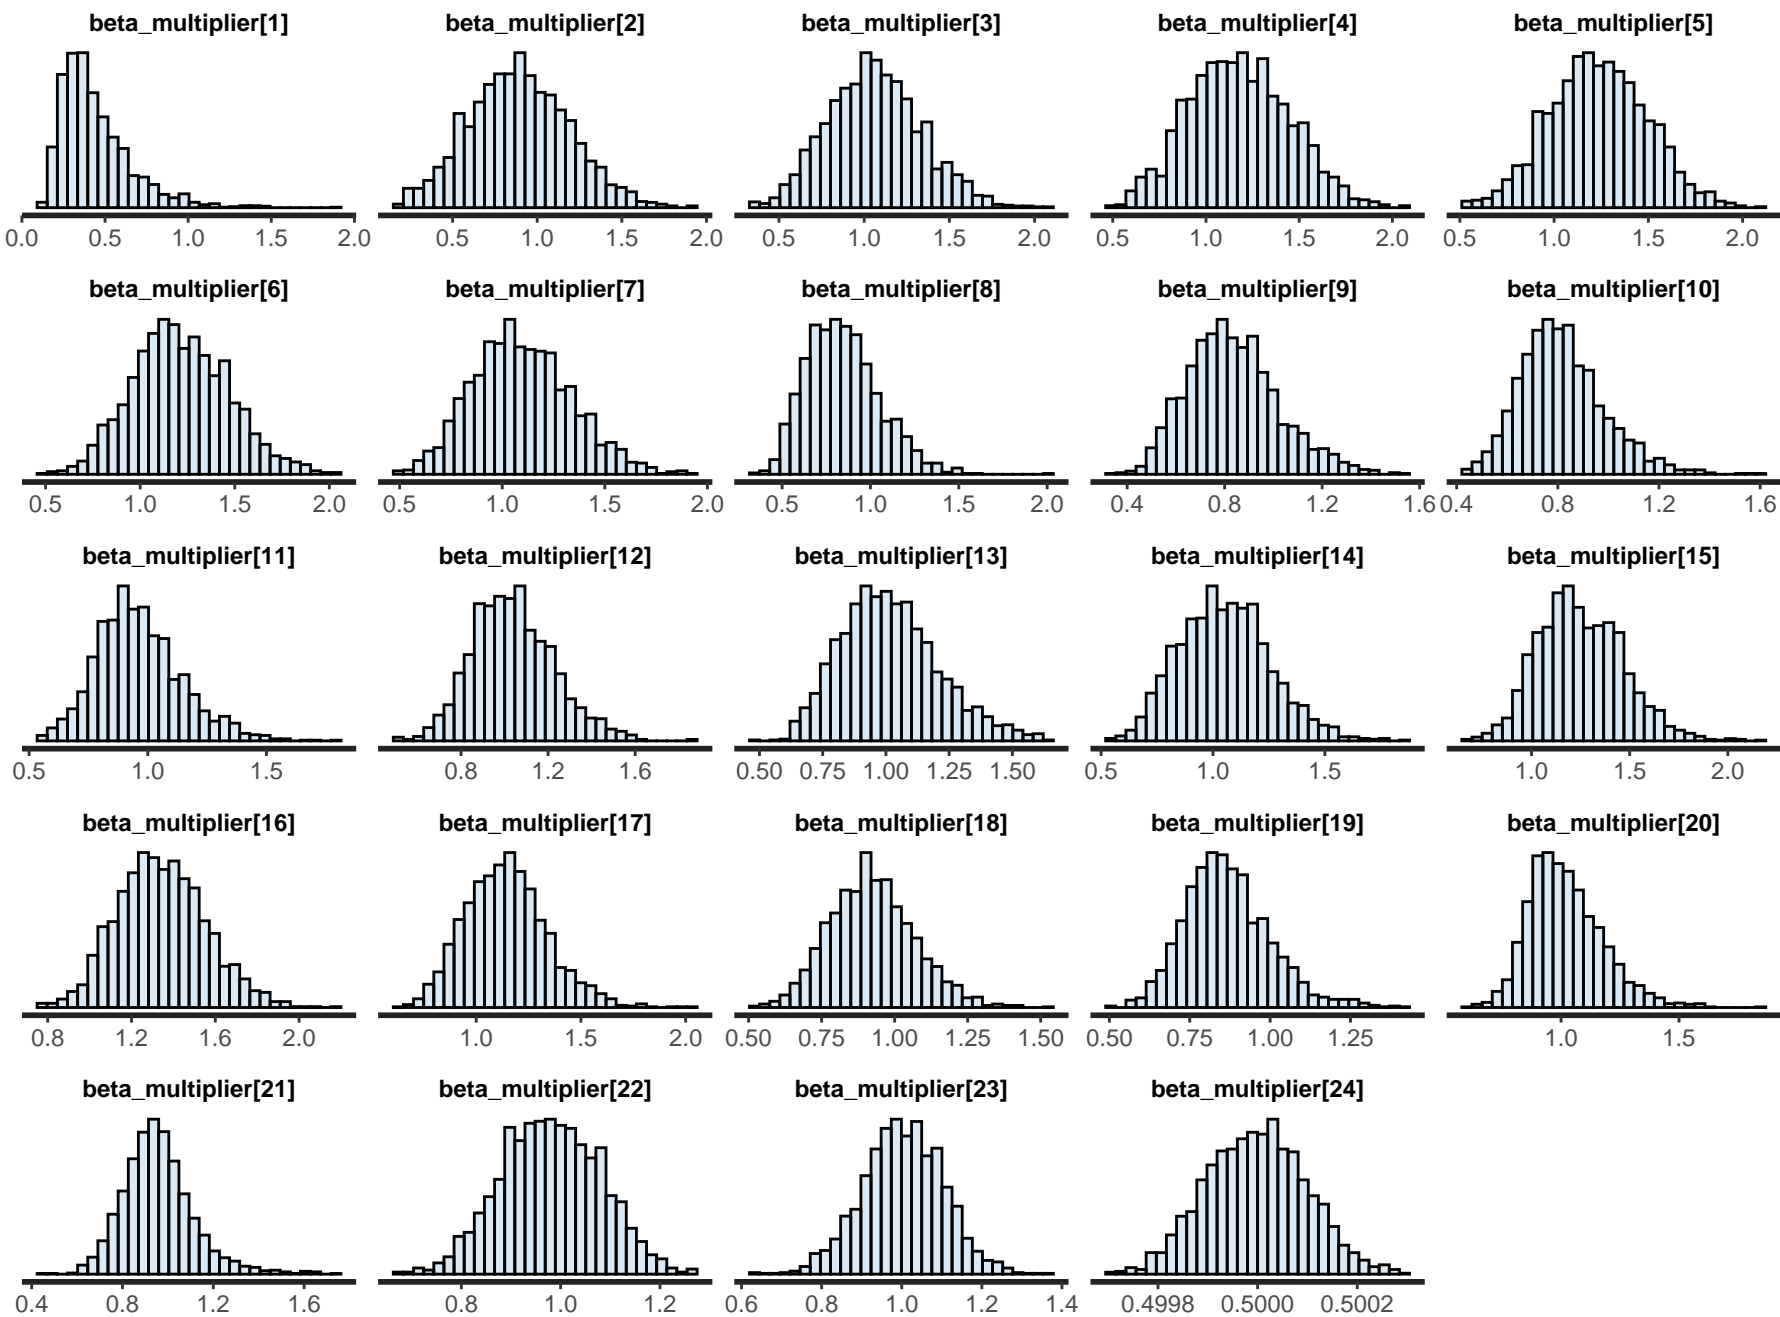 beta_multiplier[1] beta_multiplier[2] beta_multiplier[3] beta_multiplier[4] beta_multiplier[5]
0.0 0.5 1.0 1.5 2.0 0.5 1.0 1.5 2.0 0.5 1.0 1.5 2.0 0.5 1.0 1.5 2.0 0.5 1.0 1.5 2.0
beta_multiplier[6] beta_multiplier[7] beta_multiplier[8] beta_multiplier[9] beta_multiplier[10]
0.5 1.0 1.5 2.0 0.5 1.0 1.5 2.0 0.5 1.0 1.5 2.0 0.4 0.8 1.2 1.6 0.4 0.8 1.2 1.6
beta_multiplier[11] beta_multiplier[12] beta_multiplier[13] beta_multiplier[14] beta_multiplier[15]
0.5 1.0 1.5 0.8 1.2 1.6 0.50 0.75 1.00 1.25 1.50 0.5 1.0 1.5 1.0 1.5 2.0
beta_multiplier[16] beta_multiplier[17] beta_multiplier[18] beta_multiplier[19] beta_multiplier[20]
0.8 1.2 1.6 2.0 1.0 1.5 2.0 0.50 0.75 1.00 1.25 1.50 0.50 0.75 1.00 1.25 1.0 1.5
beta_multiplier[21] beta_multiplier[22] beta_multiplier[23] beta_multiplier[24]
0.4 0.8 1.2 1.6 0.8 1.0 1.2 0.6 0.8 1.0 1.2 1.4 0.4998 0.5000 0.5002